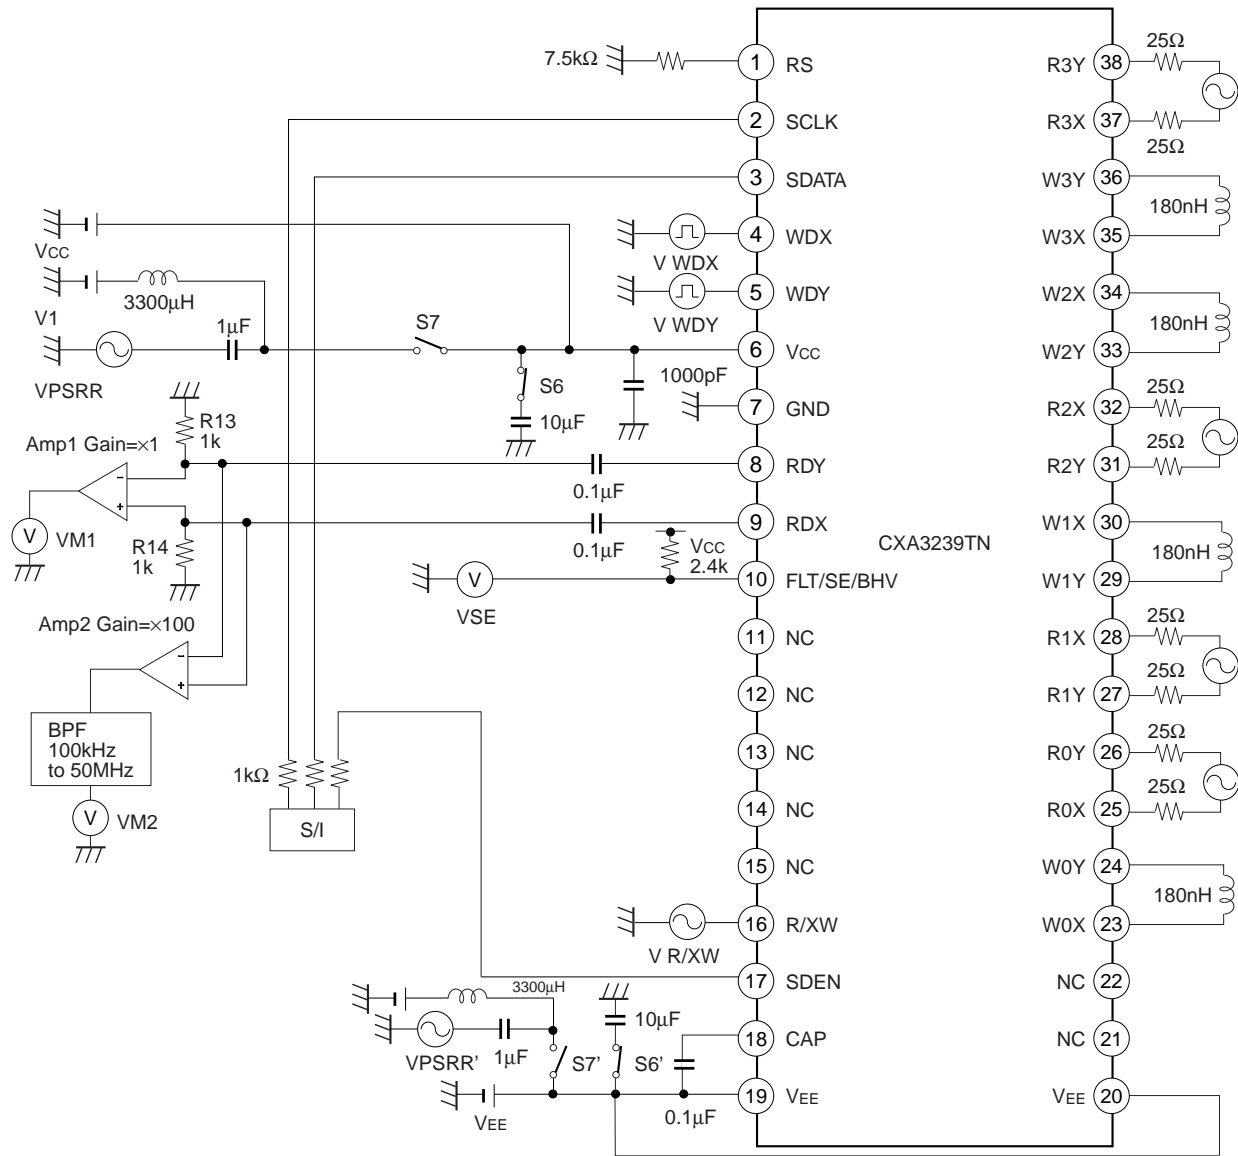 7.5kΩ
1 RS
2 SCLK
3 SDATA
4 WDX
V WDX
5 WDY
V WDY
6 VCC
7 GND
8 RDY
9 RDX
10 FLT/SE/BHV
11 NC
12 NC
13 NC
14 NC
15 NC
16 R/XW
V R/XW
17 SDEN
18 CAP
19 VEE
CXA3239TN
R3Y 38
25Ω
R3X 37
25Ω
W3Y 36
180nH
W3X 35
W2X 34
180nH
W2Y 33
R2X 32
25Ω
R2Y 31
25Ω
W1X 30
180nH
W1Y 29
R1X 28
25Ω
R1Y 27
25Ω
R0Y 26
25Ω
R0X 25
25Ω
W0Y 24
180nH
W0X 23
NC 22
NC 21
VEE 20
VCC
3300μH
V1
1μF
VPSRR
S7
S6
10μF
1000pF
R13
1k
Amp1 Gain=×1
-
+
V
VM1
R14
1k
0.1μF
0.1μF
VCC
2.4k
V
VSE
Amp2 Gain=×100
-
+
BPF
100kHz
to 50MHz
V
VM2
1kΩ
S/I
3300μH
10μF
VPSRR'
1μF
S7'
S6'
VEE
0.1μF